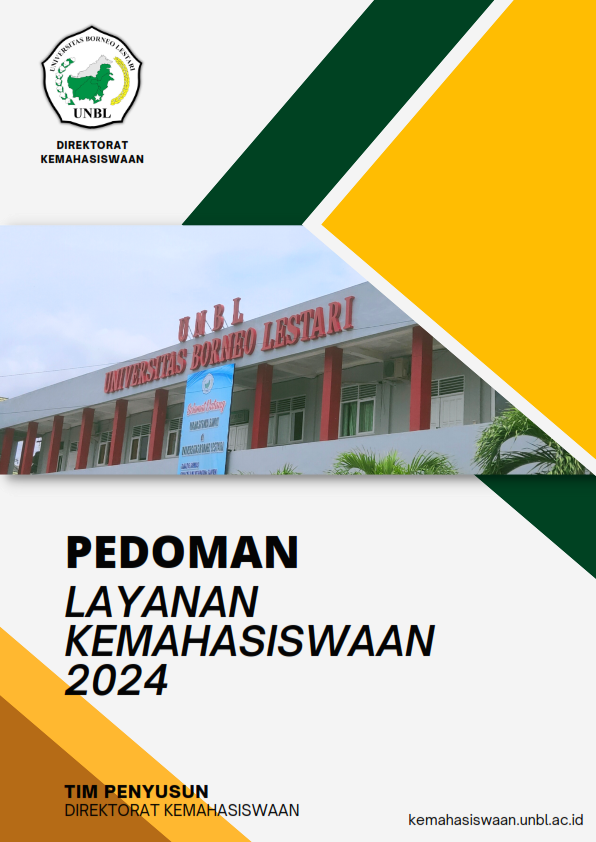 UNIVERSITAS BORNEO LESTARI
UNBL
DIREKTORAT
KEMAHASISWAAN
UNBL
UNIVERSITAS BORNEO LESTARI
PEDOMAN
LAYANAN
KEMAHASISWAAN
2024
TIM PENYUSUN
DIREKTORAT KEMAHASISWAAN
kemahasiswaan.unbl.ac.id